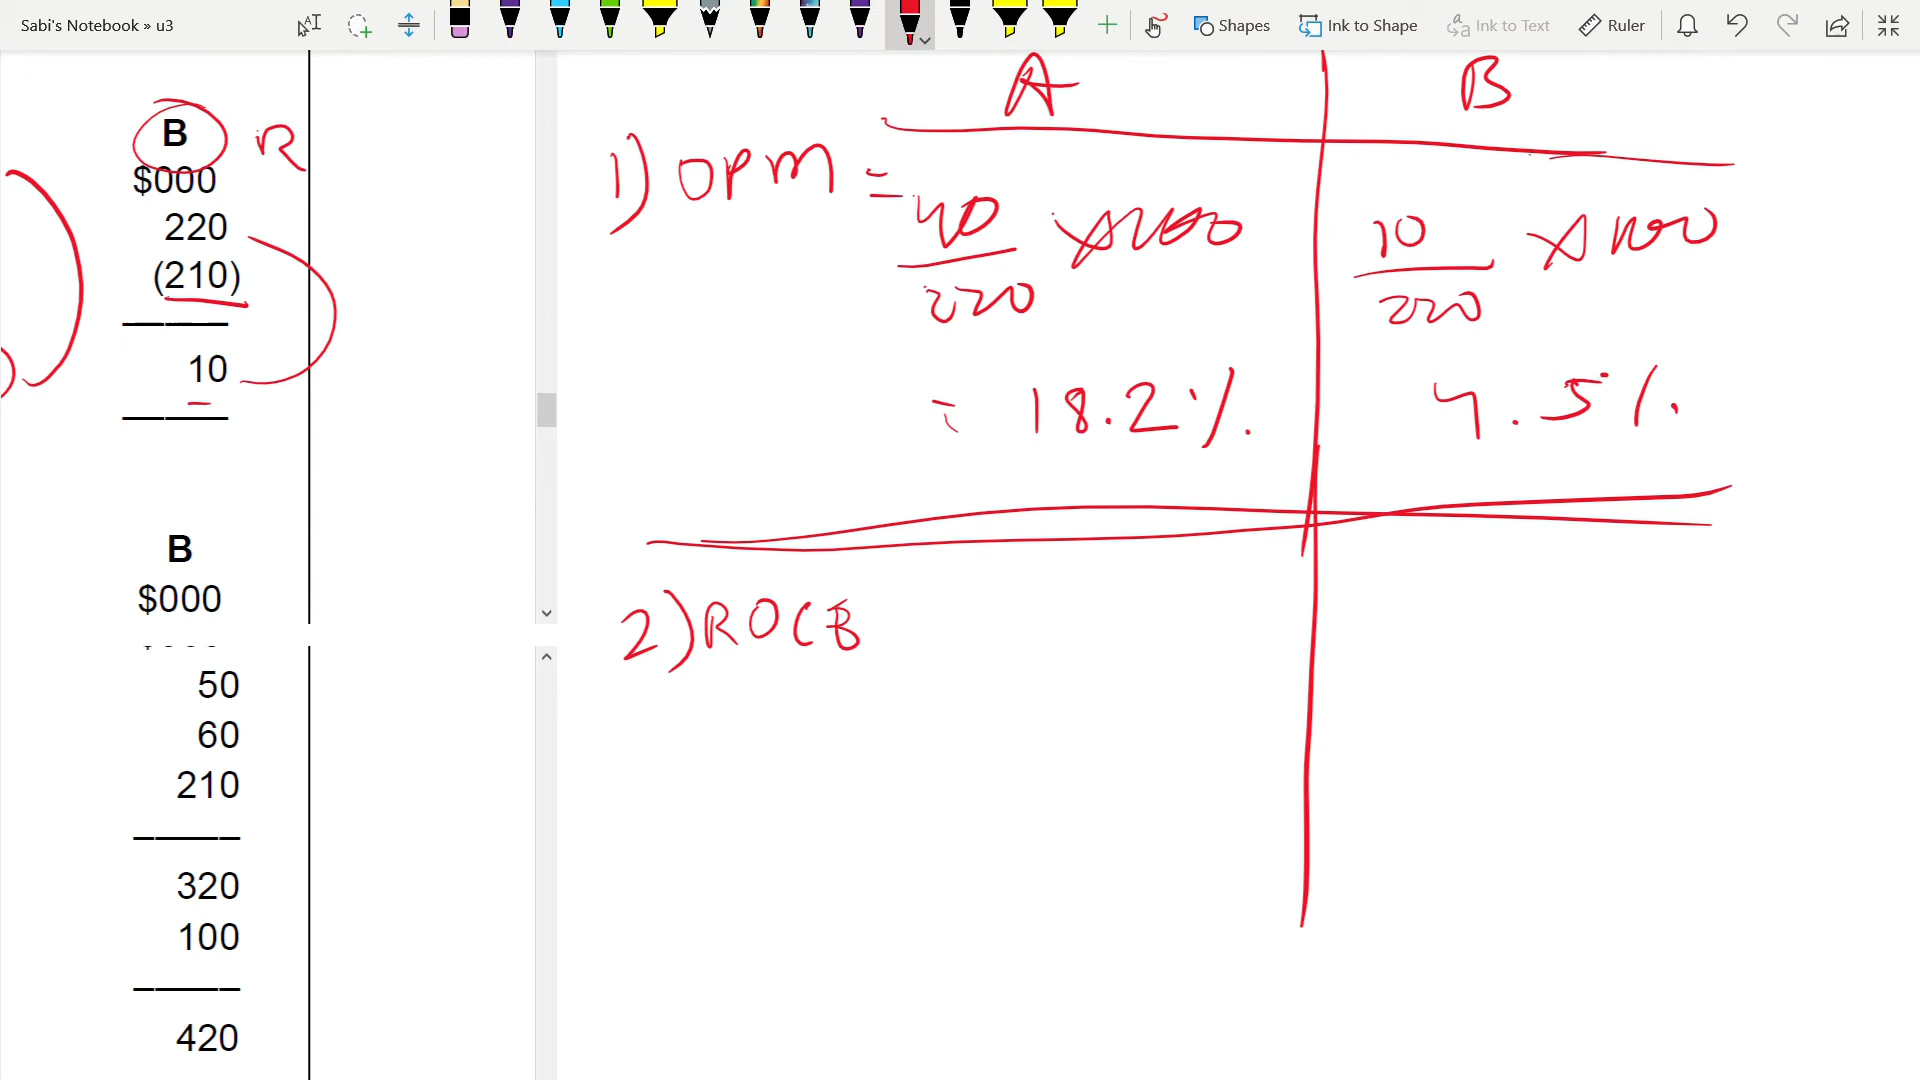 Sabi's Notebook » u3
Shapes
Ink to Shape
Ink to Text
Ruler
B R
$000
220
(210)
10
B
$000
50
60
210
320
100
420
A B
1) OPM = 40/220 × 100 10/220 × 100
= 18.2% 4.5%
2) ROCE